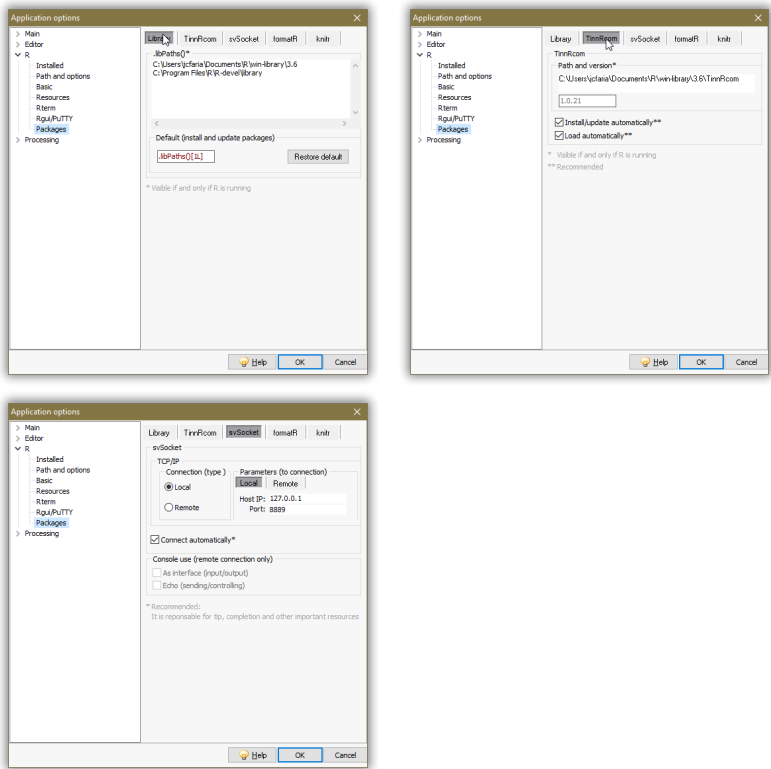 Application options
Main
Editor
R
Installed
Path and options
Basic
Resources
Rterm
Rgui/PuTTY
Packages
Processing
Library TinnRcom svSocket formatR knitr
.libPaths()*
C:\Users\jcfaria\Documents\R\win-library\3.6
C:\Program Files\R\R-devel\library
Default (install and update packages)
.libPaths()[1L]
Restore default
* Visible if and only if R is running
Help OK Cancel
Application options
Main
Editor
R
Installed
Path and options
Basic
Resources
Rterm
Rgui/PuTTY
Packages
Processing
Library TinnRcom svSocket formatR knitr
TinnRcom
Path and version*
C:\Users\jcfaria\Documents\R\win-library\3.6\TinnRcom
1.0.21
Install/update automatically**
Load automatically**
* Visible if and only if R is running
** Recommended
Help OK Cancel
Application options
Main
Editor
R
Installed
Path and options
Basic
Resources
Rterm
Rgui/PuTTY
Packages
Processing
Library TinnRcom svSocket formatR knitr
svSocket
TCP/IP
Connection (type )
Local
Remote
Parameters (to connection)
Local Remote
Host IP: 127.0.0.1
Port: 8889
Connect automatically*
Console use (remote connection only)
As interface (input/output)
Echo (sending/controlling)
* Recommended:
It is reponsable for tip, completion and other important resources
Help OK Cancel